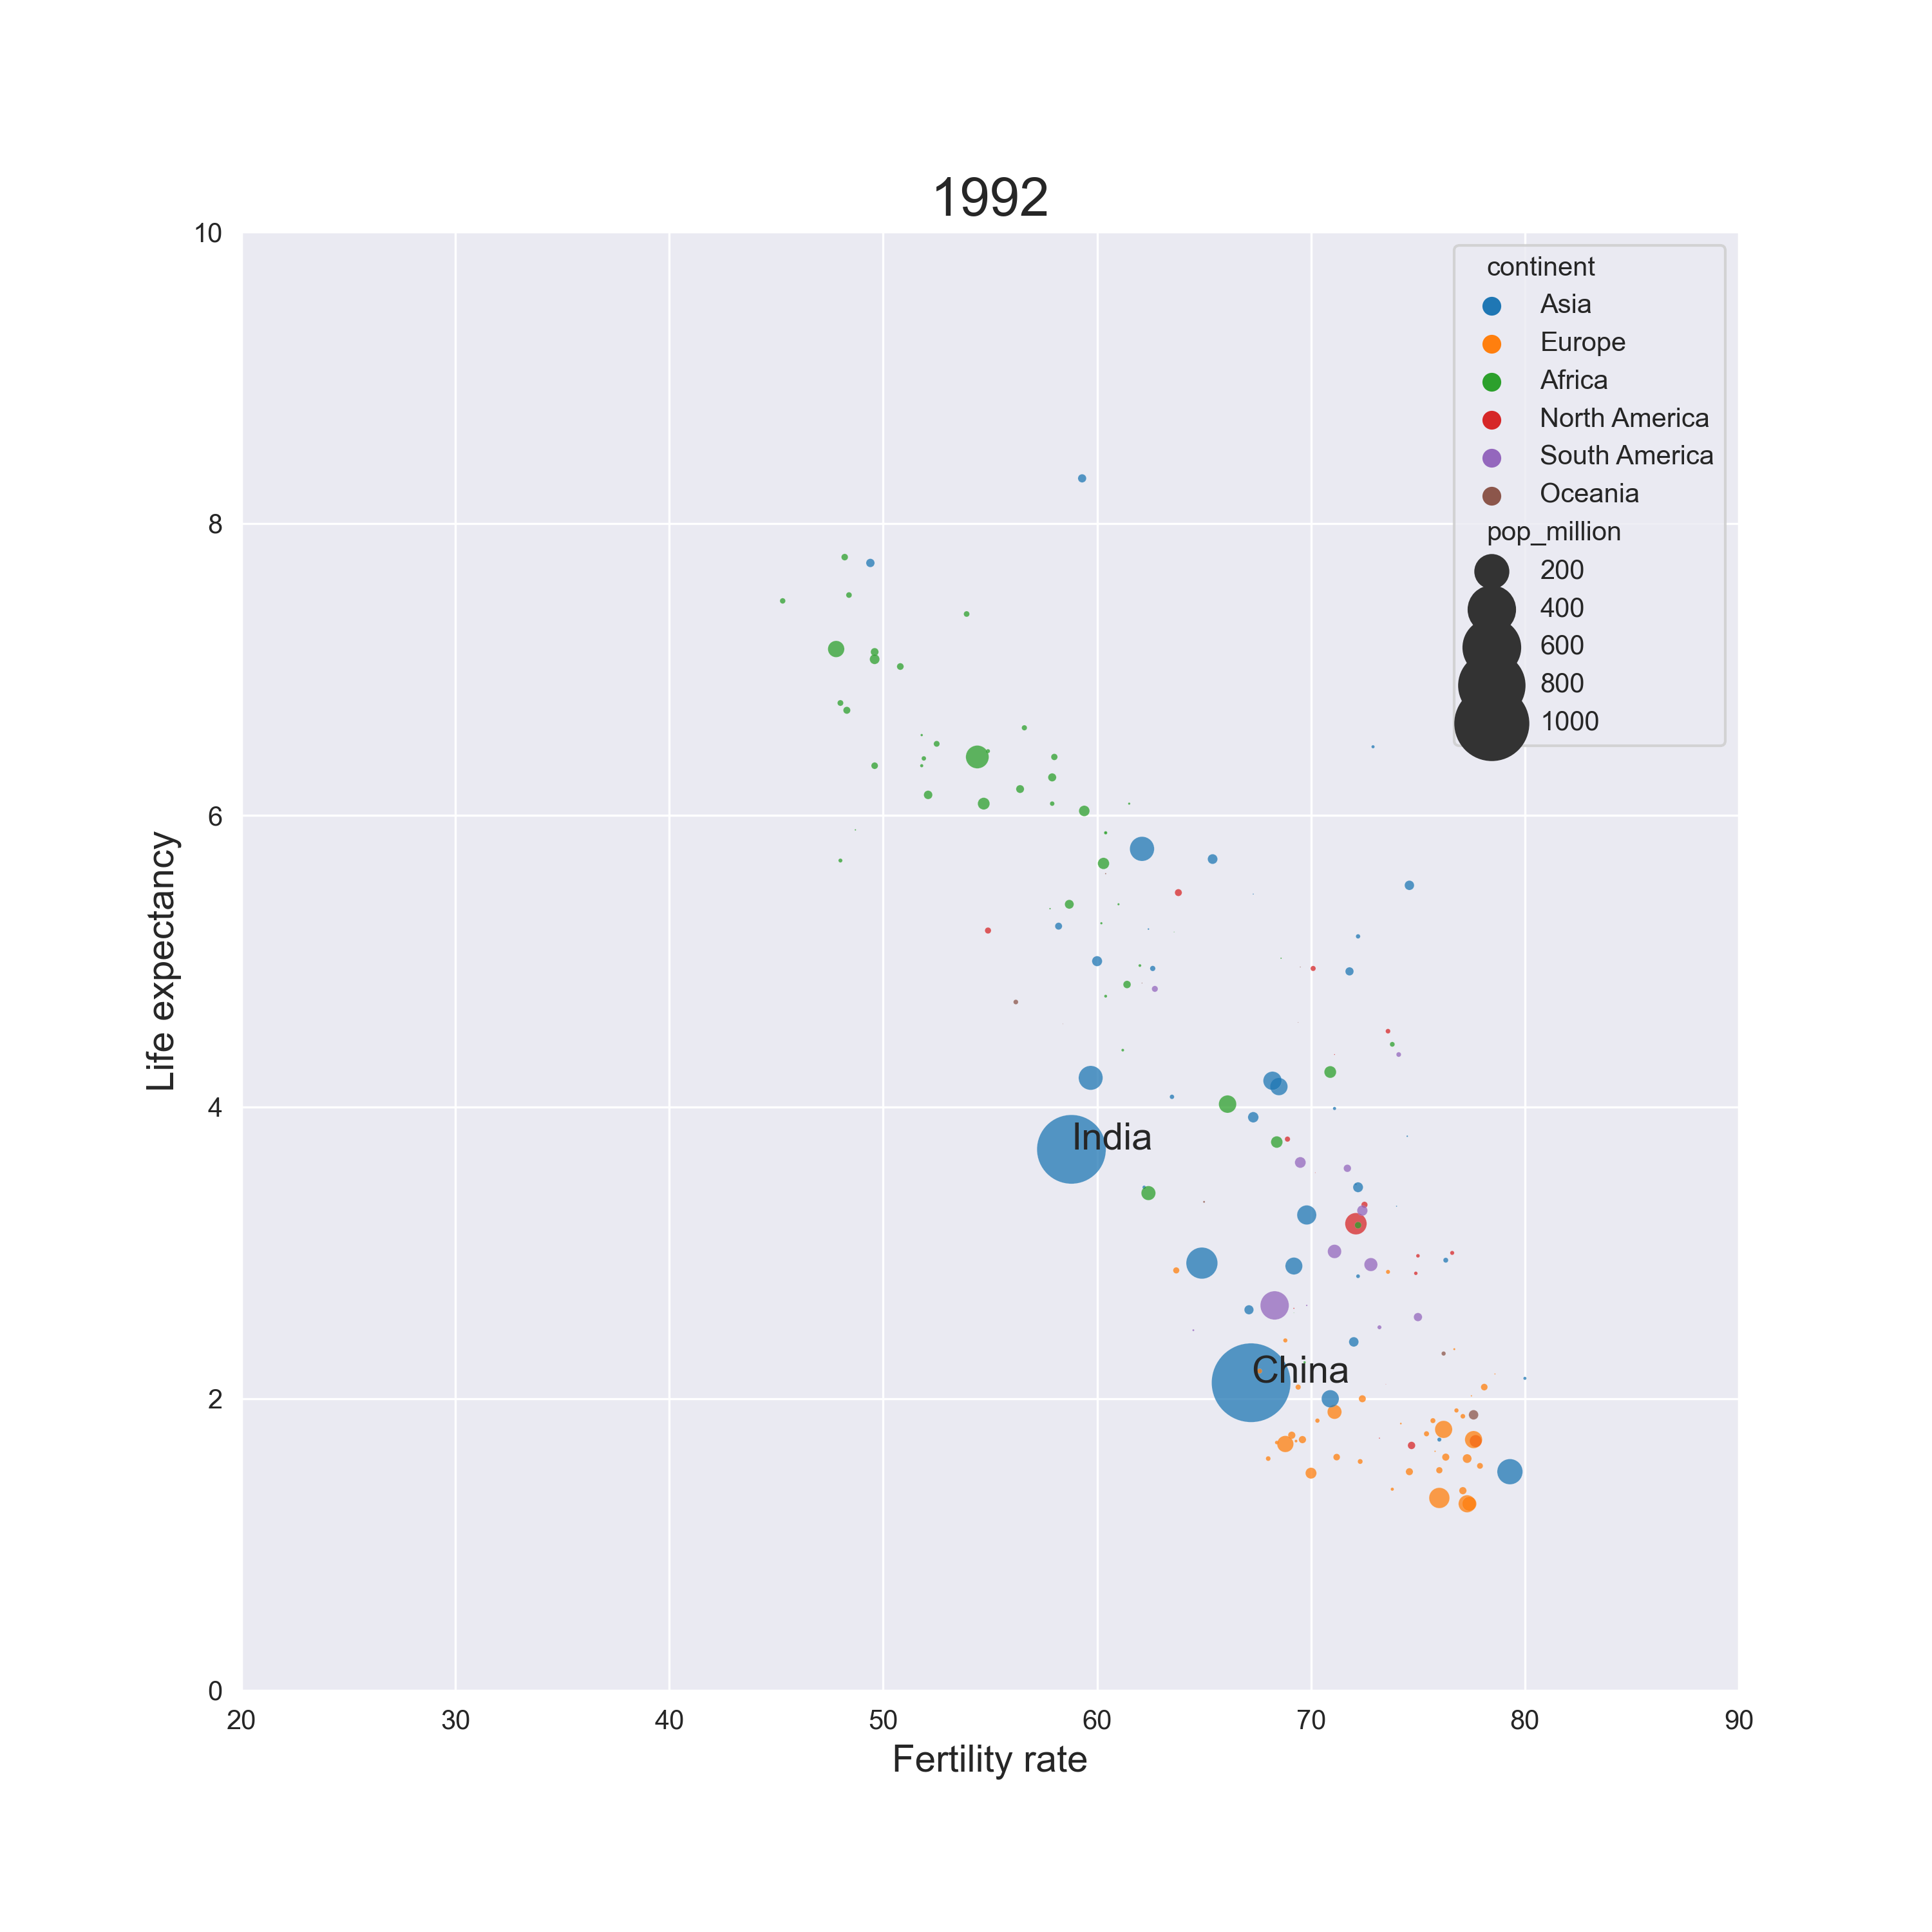 1992
10
8
6
4
2
0
Life expectancy
continent
Asia
Europe
Africa
North America
South America
Oceania
pop_million
200
400
600
800
1000
India
China
20 30 40 50 60 70 80 90
Fertility rate